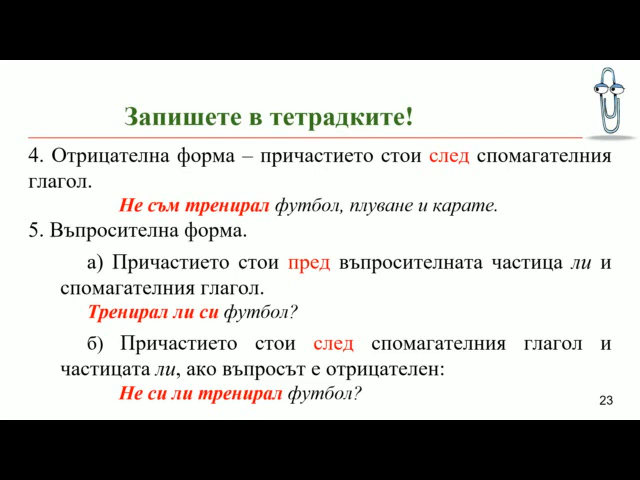 Запишете в тетрадките!
4. Отрицателна форма – причастието стои след спомагателния
глагол.
Не съм тренирал футбол, плуване и карате.
5. Въпросителна форма.
а) Причастието стои пред въпросителната частица ли и
спомагателния глагол.
Тренирал ли си футбол?
б) Причастието стои след спомагателния глагол и
частицата ли, ако въпросът е отрицателен:
Не си ли тренирал футбол?
23